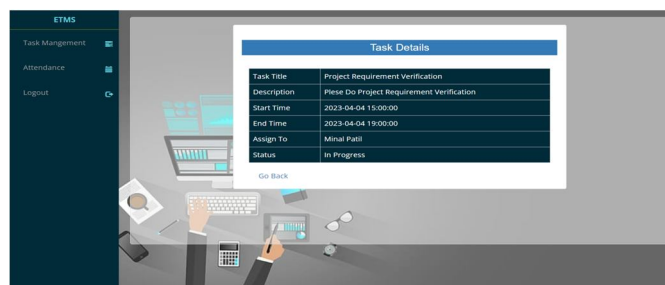 ETMS
Task Mangement
Attendance
Logout
Task Details
Task Title Project Requirement Verification
Description Plese Do Project Requirement Verification
Start Time 2023-04-04 15:00:00
End Time 2023-04-04 19:00:00
Assign To Minal Patil
Status In Progress
Go Back